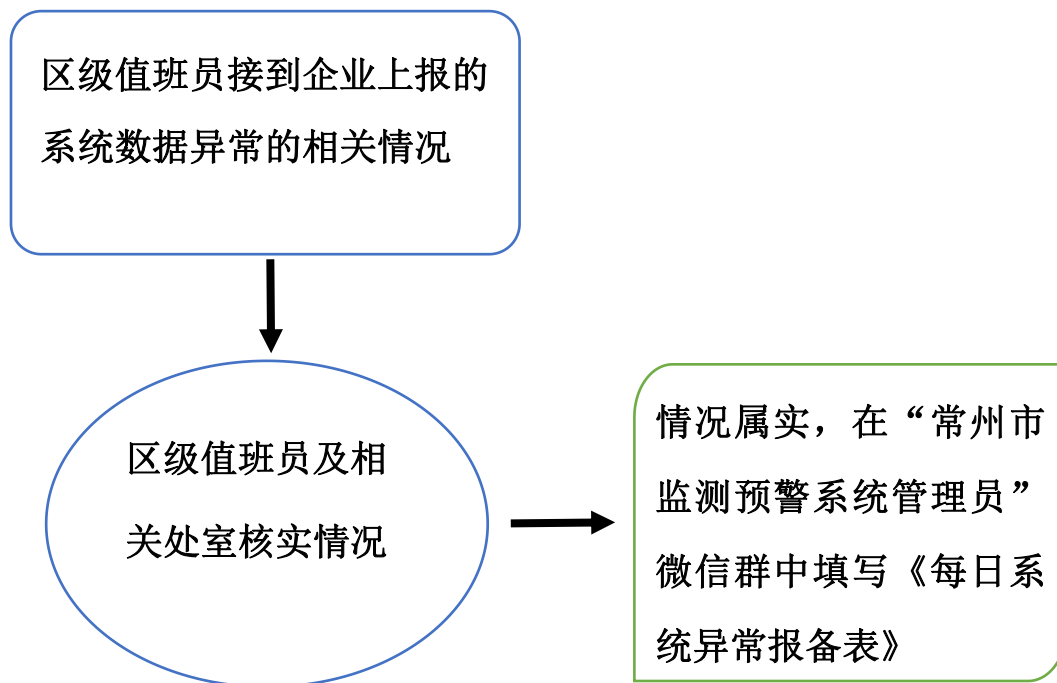 区级值班员接到企业上报的
系统数据异常的相关情况
区级值班员及相
关处室核实情况
情况属实，在“常州市
监测预警系统管理员”
微信群中填写《每日系
统异常报备表》